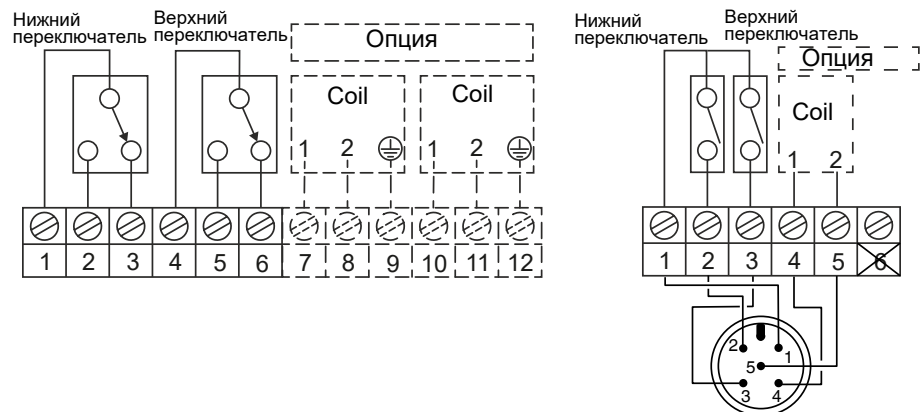 Нижний
переключатель
Верхний
переключатель
Опция
Coil
Coil
1 2
1 2
1 2 3 4 5 6 7 8 9 10 11 12
Нижний
переключатель
Верхний
переключатель
Опция
Coil
1 2
1 2 3 4 5 6
2 1
5
3 4